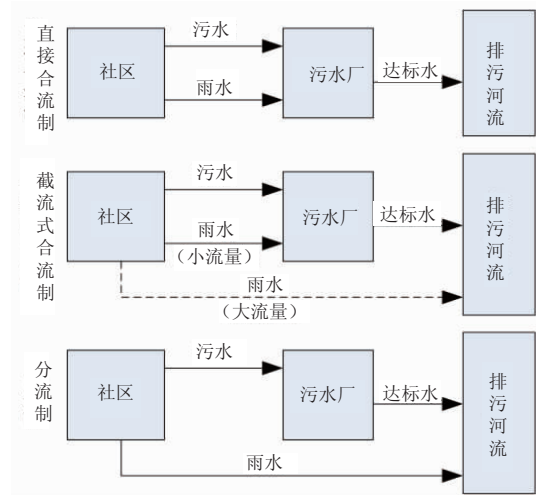 直接合流制
社区
污水
雨水
污水厂
达标水
排污河流
截流式合流制
社区
污水
雨水
（小流量）
污水厂
达标水
雨水
（大流量）
排污河流
分流制
社区
污水
污水厂
达标水
雨水
排污河流